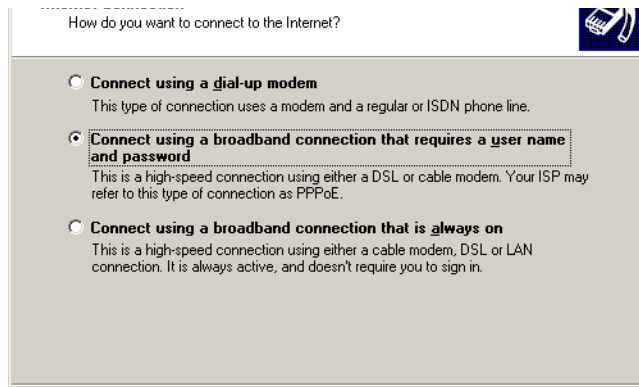 How do you want to connect to the Internet?
Connect using a dial-up modem
This type of connection uses a modem and a regular or ISDN phone line.
Connect using a broadband connection that requires a user name
and password
This is a high-speed connection using either a DSL or cable modem. Your ISP may
refer to this type of connection as PPPoE.
Connect using a broadband connection that is always on
This is a high-speed connection using either a cable modem, DSL or LAN
connection. It is always active, and doesn't require you to sign in.